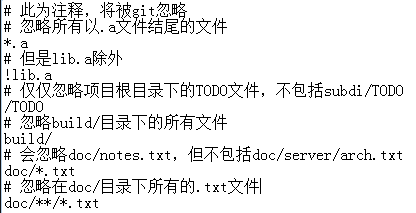 # 此为注释，将被git忽略
# 忽略所有以.a文件结尾的文件
*.a
# 但是lib.a除外
!lib.a
# 仅仅忽略项目根目录下的TODO文件，不包括subdi/TODO
/TODO
# 忽略build/目录下的所有文件
build/
# 会忽略doc/notes.txt，但不包括doc/server/arch.txt
doc/*.txt
# 忽略在doc/目录下所有的.txt文件
doc/**/*.txt